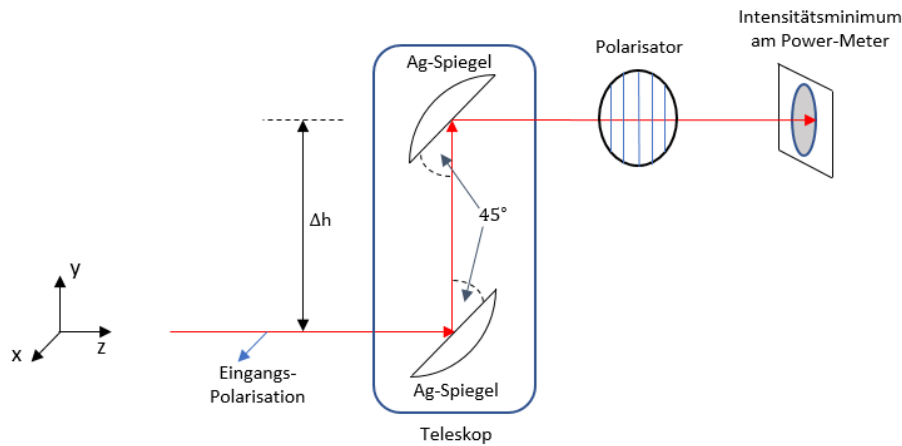 Intensitätsminimum
am Power-Meter
Polarisator
Ag-Spiegel
Δh
45°
y
x
z
Eingangs-
Polarisation
Ag-Spiegel
Teleskop